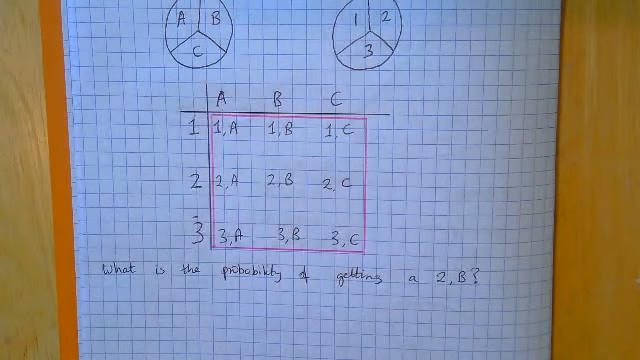 A B 1 2
C 3
A B C
1 1,A 1,B 1,C
2 2,A 2,B 2,C
3 3,A 3,B 3,C
What is the probability of getting a 2,B?